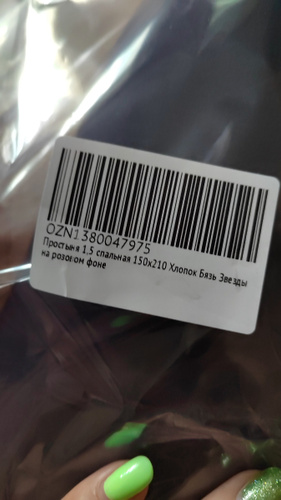 OZN1380047975
Простыня 1,5 спальная 150х210 Хлопок Бязь Звезды
на розовом фоне